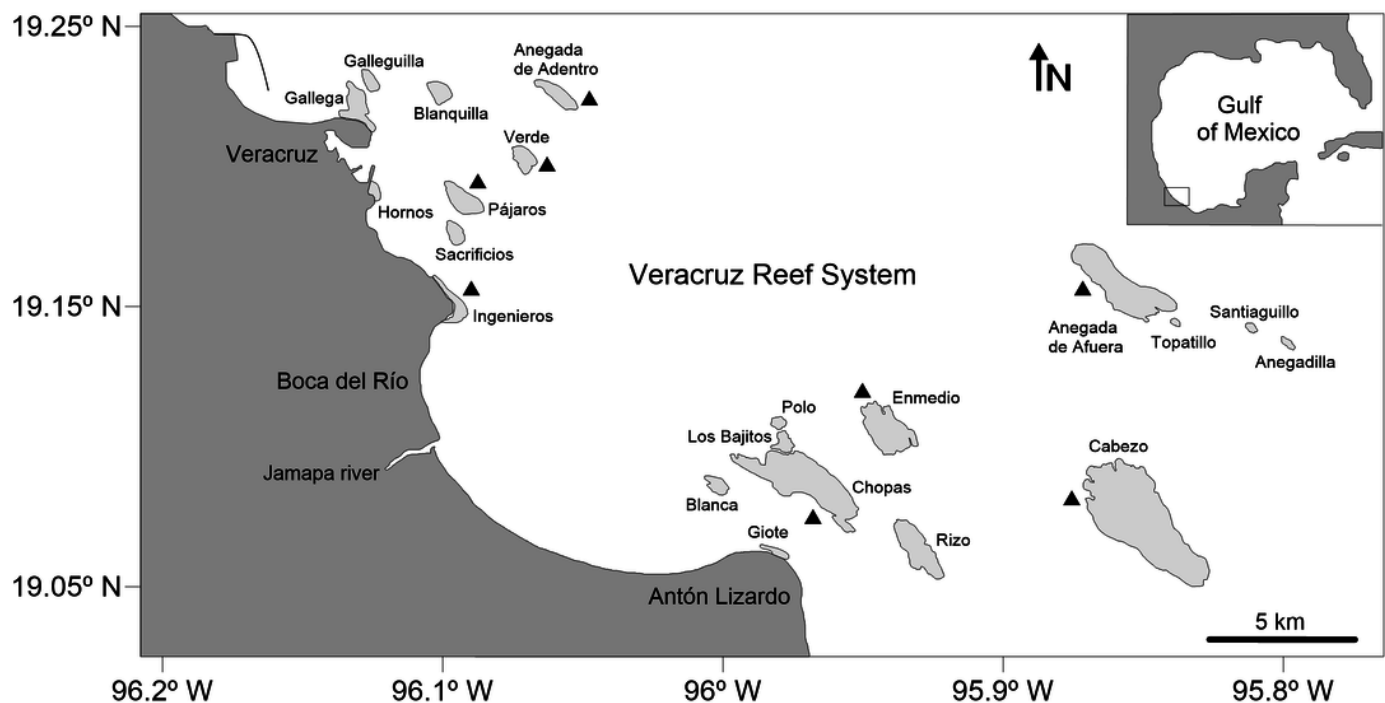 19.25º N
Galleguilla
Anegada
de Adentro
N
Gallega
Blanquilla
Gulf
of Mexico
Verde
Veracruz
Hornos
Pájaros
Sacrificios
Veracruz Reef System
19.15º N
Ingenieros
Santiaguillo
Anegada
de Afuera
Topatillo
Anegadilla
Boca del Río
Enmedio
Polo
Los Bajitos
Cabezo
Jamapa river
Chopas
Blanca
Giote
Rizo
19.05º N
Antón Lizardo
5 km
96.2º W
96.1º W
96º W
95.9º W
95.8º W